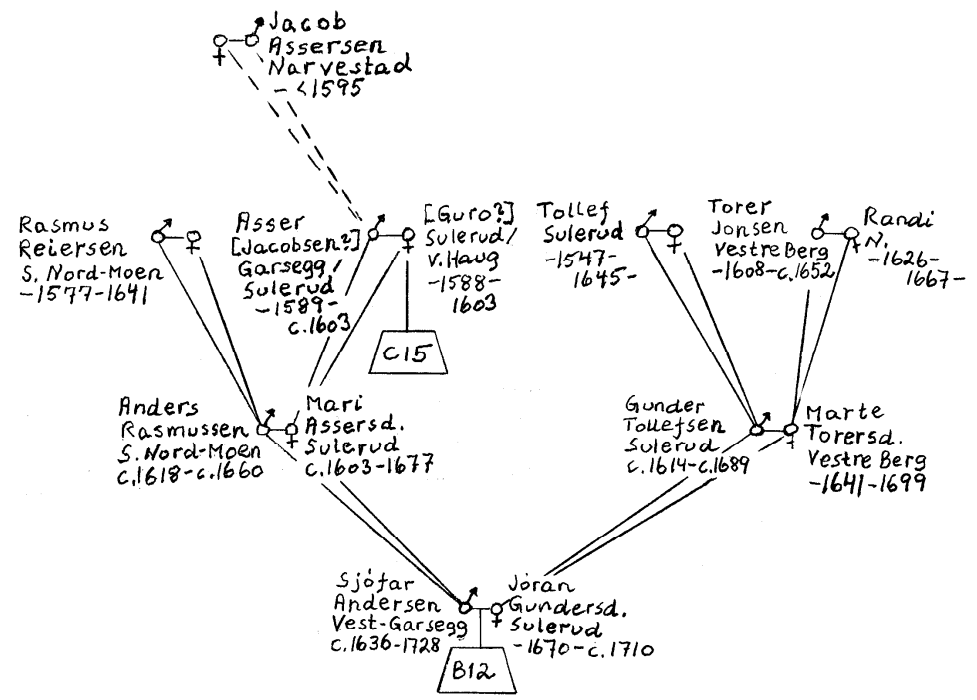 Jacob
Assersen
Narvestad
- <1595
Rasmus
Reiersen
S. Nord-Moen
-1577-1641
Asser
[Jacobsen?]
Garsegg/
Sulerud
-1589-
c.1603
[Guro?]
Sulerud/
V. Haug
-1588-
1603
Tollef
Sulerud
-1547-
1645-
Torer
Jonsen
Vestre Berg
-1608-c.1652
Randi
N.
-1626-
1667-
C15
Anders
Rasmussen
S. Nord-Moen
c.1618-c.1660
Mari
Assersd.
Sulerud
c.1603-1677
Gunder
Tollefsen
Sulerud
c.1614-c.1689
Marte
Torersd.
Vestre Berg
-1641-1699
Sjófar
Andersen
Vest-Garsegg
c.1636-1728
Jóran
Gundersd.
Sulerud
-1670-c.1710
B12